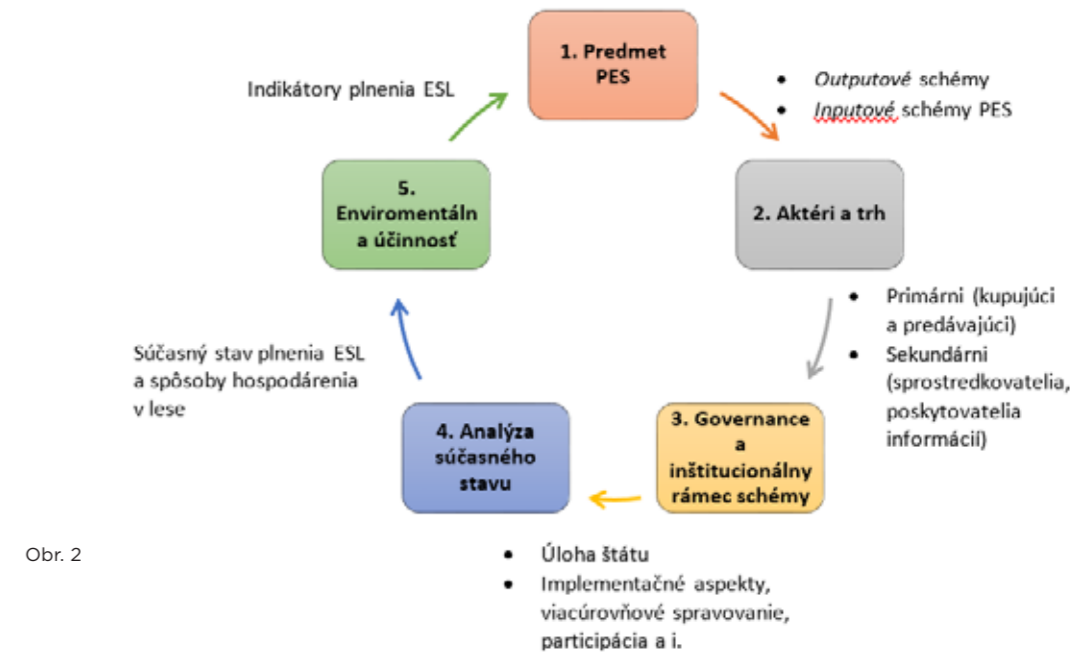 1. Predmet
PES
• Outputové schémy
• Inputové schémy PES
2. Aktéri a trh
• Primárni (kupujúci
a predávajúci)
• Sekundárni
(sprostredkovatelia,
poskytovatelia
informácií)
3. Governance
a
inštitucionálny
rámec schémy
• Úloha štátu
• Implementačné aspekty,
viacúrovňové spravovanie,
participácia a i.
4. Analýza
súčasného
stavu
Súčasný stav plnenia ESL
a spôsoby hospodárenia
v lese
5.
Enviromentáln
a účinnosť
Indikátory plnenia ESL
Obr. 2